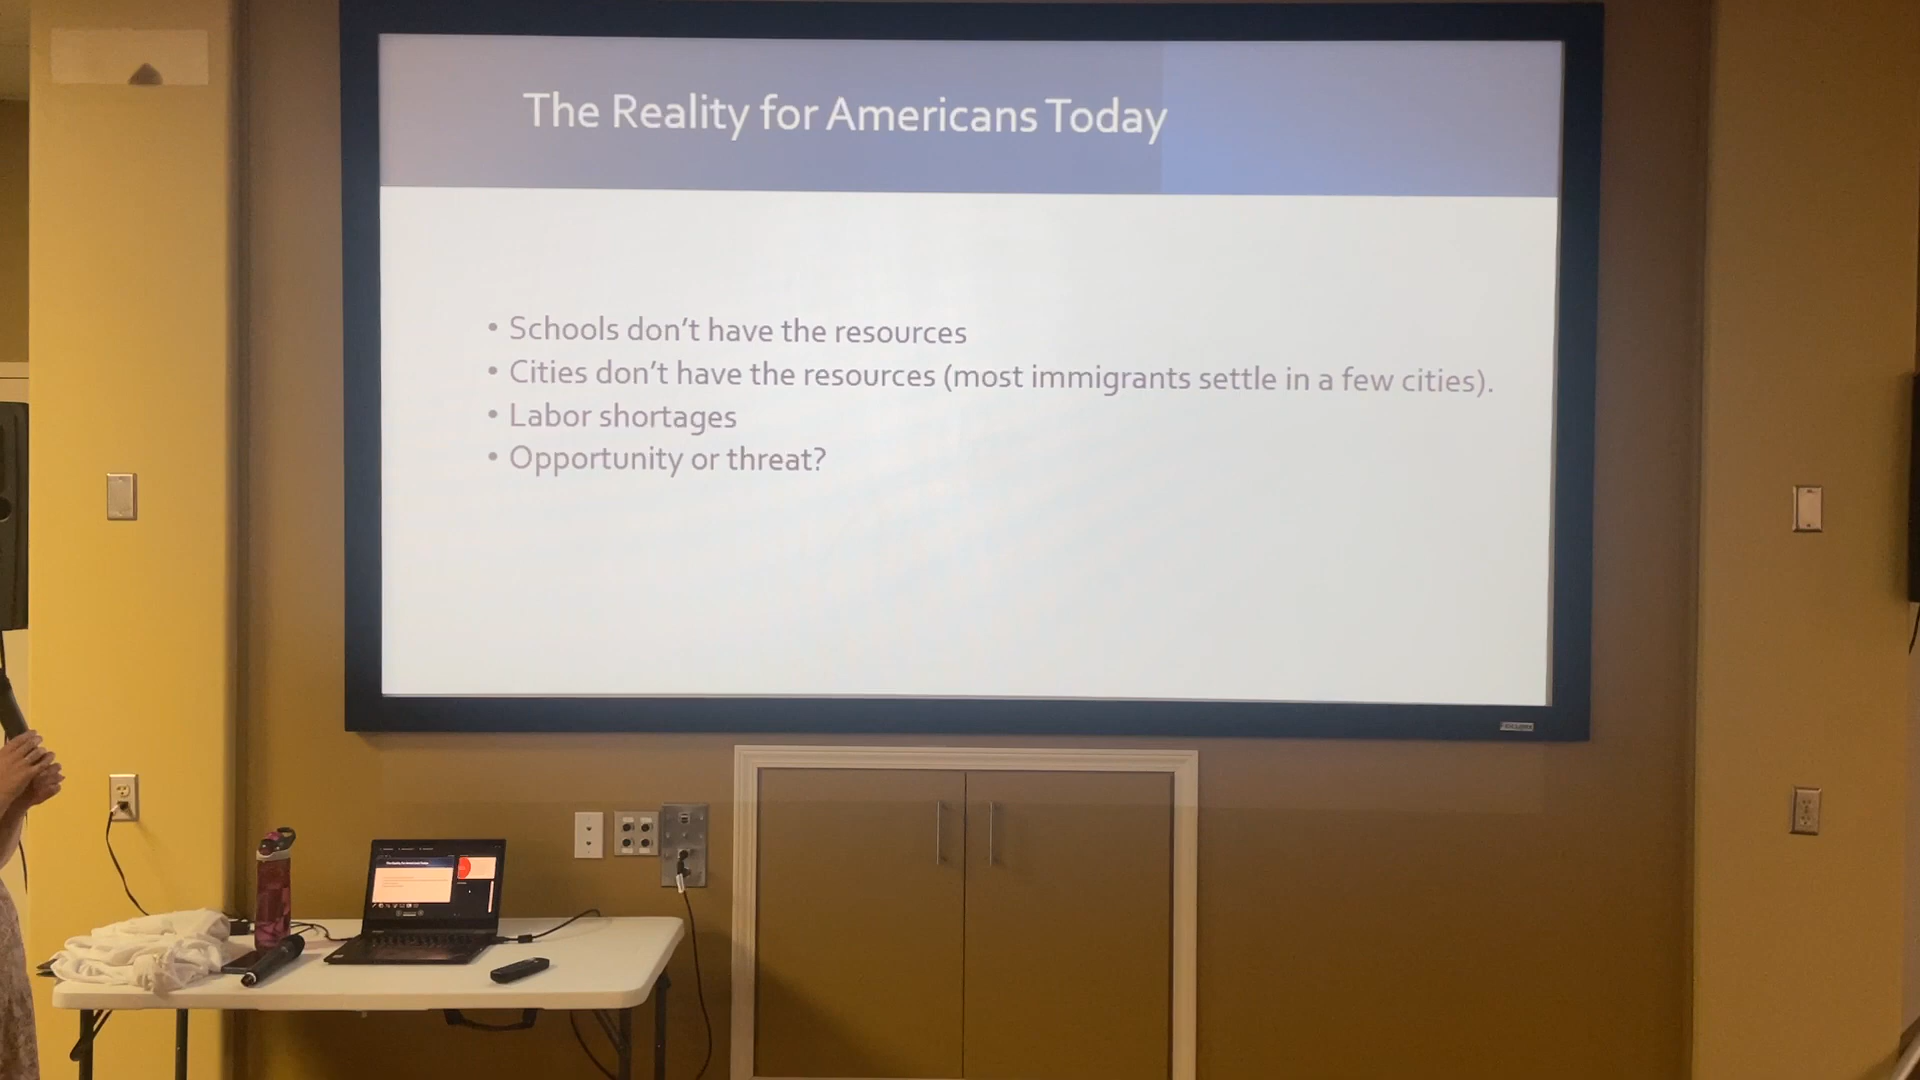 The Reality for Americans Today
• Schools don't have the resources
• Cities don't have the resources (most immigrants settle in a few cities).
• Labor shortages
• Opportunity or threat?